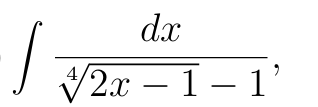 ∫ dx / (∜(2x − 1) − 1),